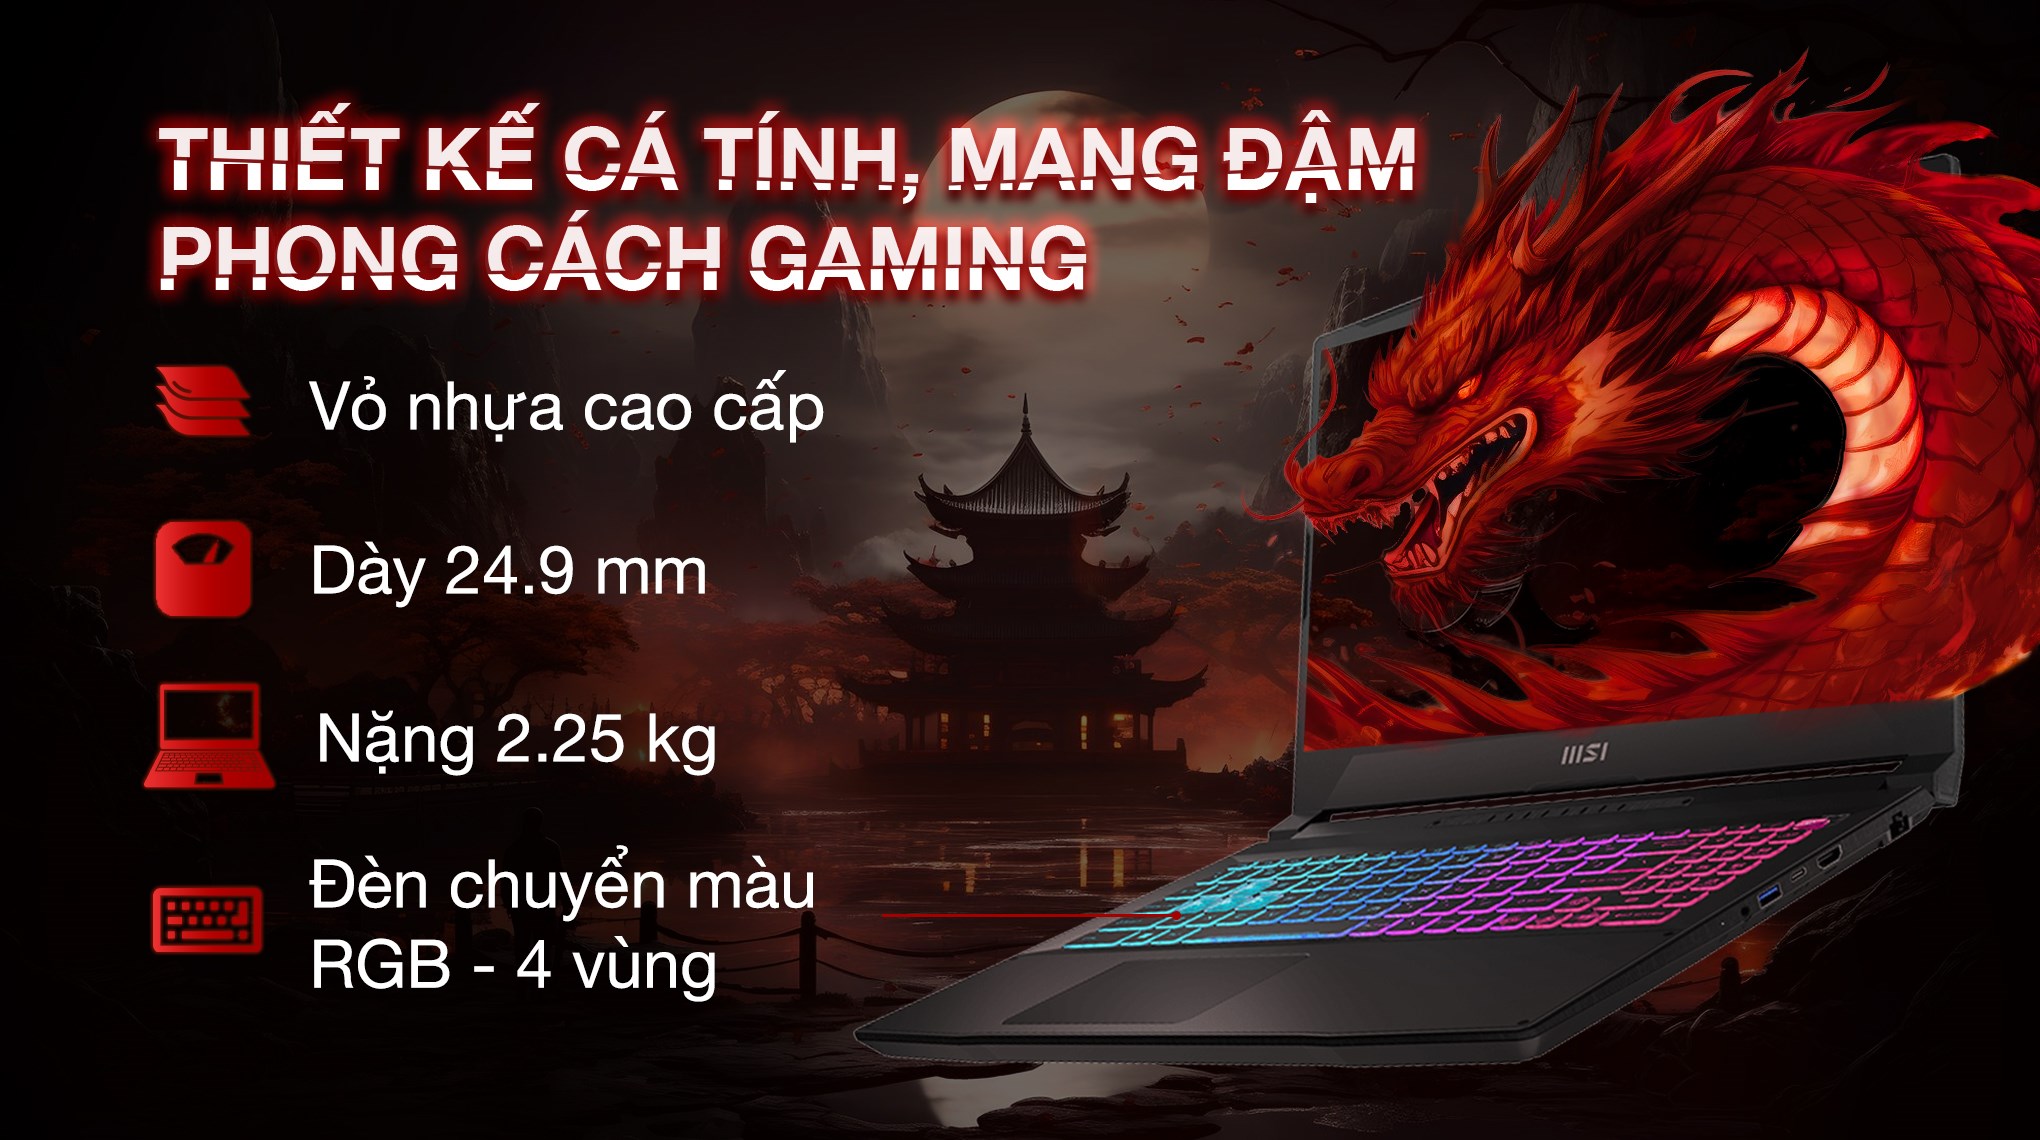 THIẾT KẾ CÁ TÍNH, MANG ĐẬM
PHONG CÁCH GAMING
Vỏ nhựa cao cấp
Dày 24.9 mm
Nặng 2.25 kg
Đèn chuyển màu
RGB - 4 vùng
msi